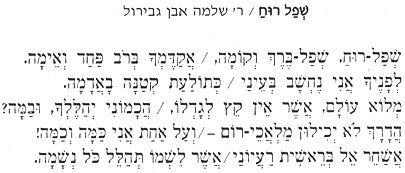 שְׁפַל רוּחַ / ר' שלמה אבן גבירול
שְׁפַל-רוּחַ, שְׁפַל-בֶּרֶךְ וְקוֹמָה, / אֲקַדֶּמְךָ בְּרֹב פַּחַד וְאֵימָה.
לְפָנֶיךָ אֲנִי נֶחְשָׁב בְּעֵינַי / כְּתוֹלַעַת קְטַנָּה בָּאֲדָמָה.
מְלוֹא עוֹלָם, אֲשֶׁר אֵין קֵץ לְגָדְלוֹ, / הֲכָמוֹנִי יְהַלֶּלְךָ, וּבַמָּה?
הֲדָרְךָ לֹא יְכִילוּן מַלְאֲכֵי-רוֹם – / וְעַל אַחַת אֲנִי כַּמָּה וְכַמָּה!
אֲשַׁחֵר אֵל בְּרֵאשִׁית רַעְיוֹנַי / אֲשֶׁר לִשְׁמוֹ תְּהַלֵּל כֹּל נְשָׁמָה.